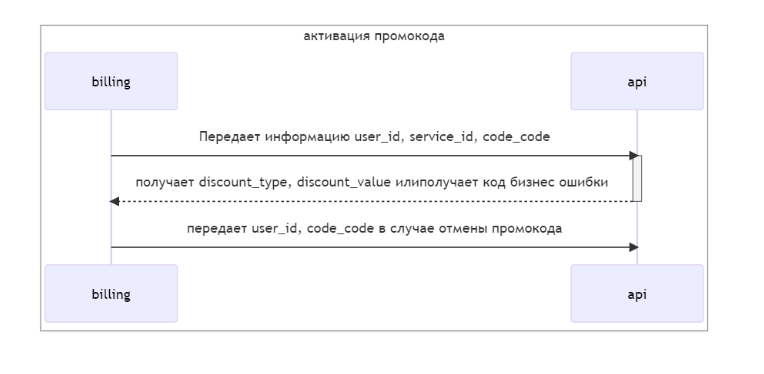 активация промокода
billing
api
Передает информацию user_id, service_id, code_code
получает discount_type, discount_value илиполучает код бизнес ошибки
передает user_id, code_code в случае отмены промокода
billing
api